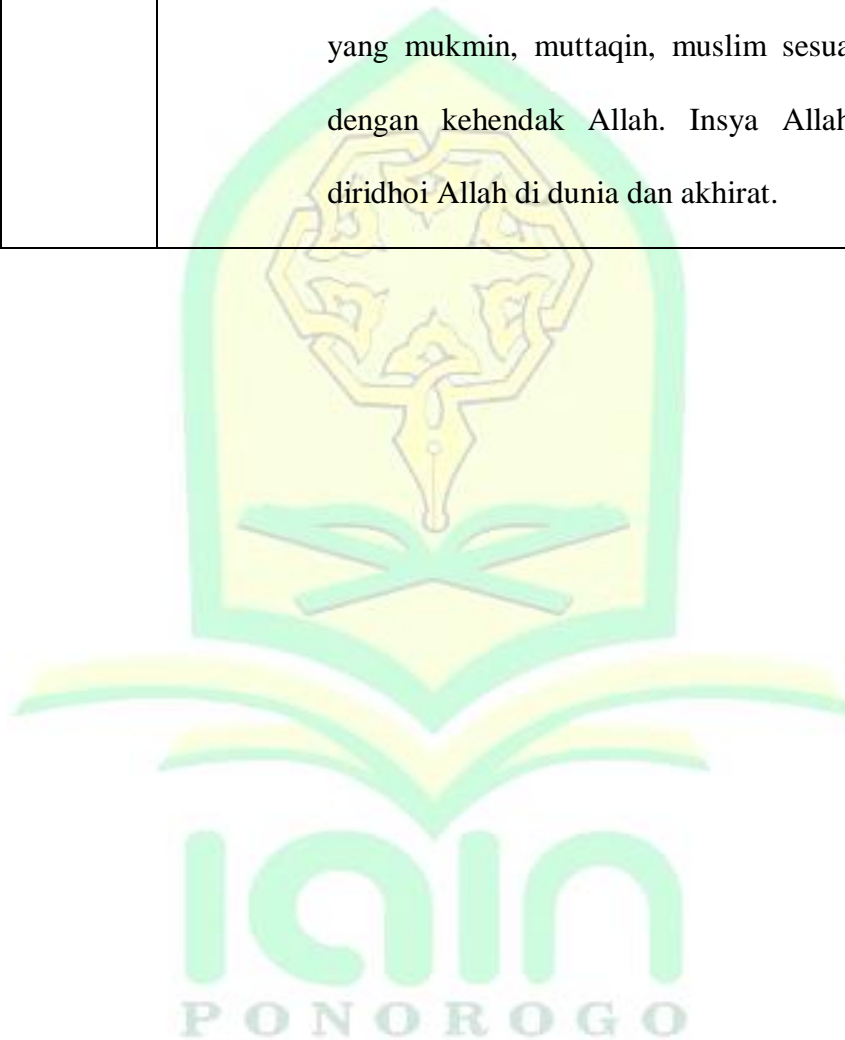 yang mukmin, muttaqin, muslim sesua
dengan kehendak Allah. Insya Allah
diridhoi Allah di dunia dan akhirat.
iain
PONOROGO